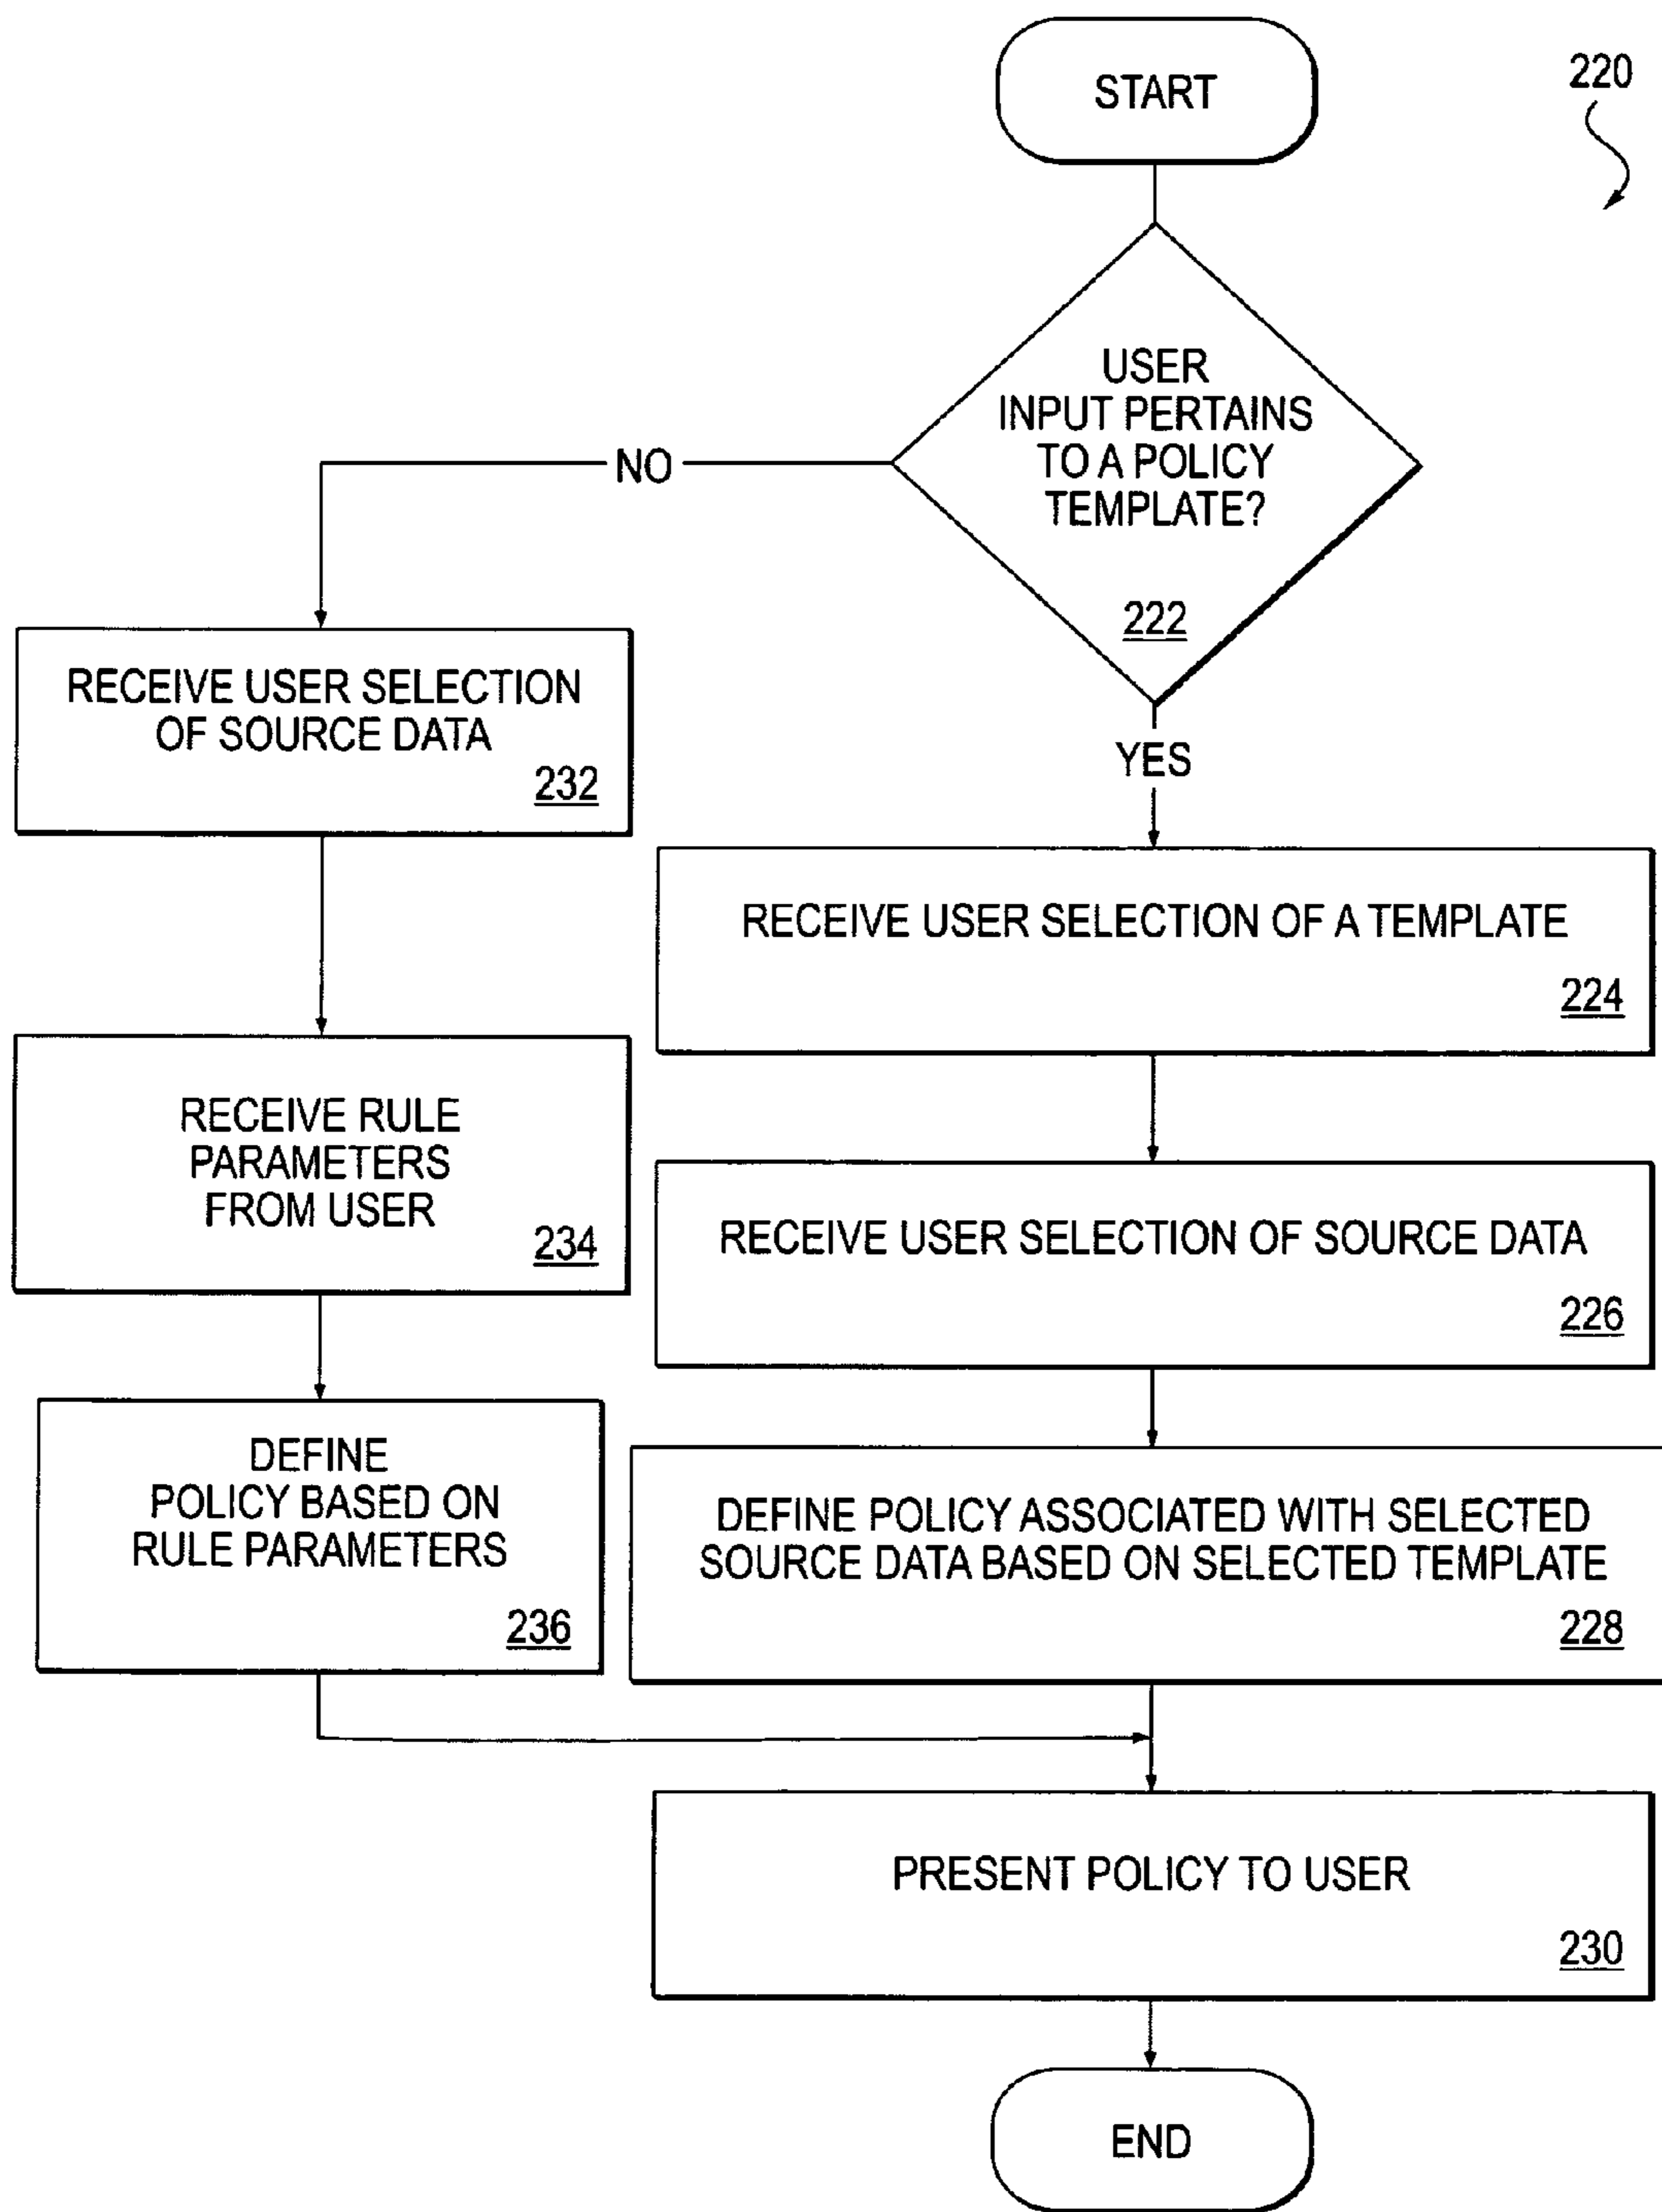 START
220
USER
INPUT PERTAINS
TO A POLICY
TEMPLATE?
222
NO
YES
RECEIVE USER SELECTION
OF SOURCE DATA
232
RECEIVE RULE
PARAMETERS
FROM USER
234
DEFINE
POLICY BASED ON
RULE PARAMETERS
236
RECEIVE USER SELECTION OF A TEMPLATE
224
RECEIVE USER SELECTION OF SOURCE DATA
226
DEFINE POLICY ASSOCIATED WITH SELECTED
SOURCE DATA BASED ON SELECTED TEMPLATE
228
PRESENT POLICY TO USER
230
END